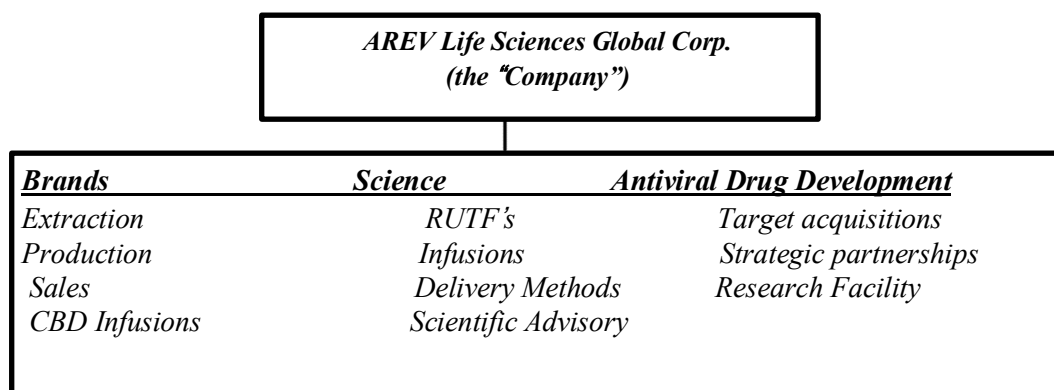 AREV Life Sciences Global Corp.
(the “Company”)
Brands Science Antiviral Drug Development
Extraction RUTF’s Target acquisitions
Production Infusions Strategic partnerships
Sales Delivery Methods Research Facility
CBD Infusions Scientific Advisory